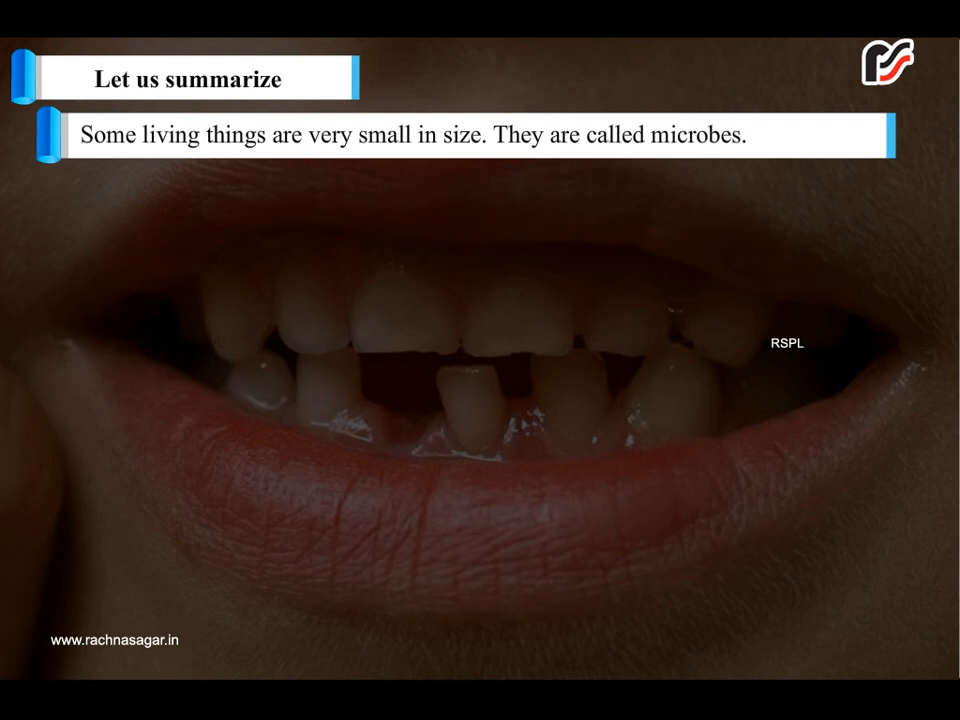 Let us summarize
Some living things are very small in size. They are called microbes.
RSPL
www.rachnasagar.in